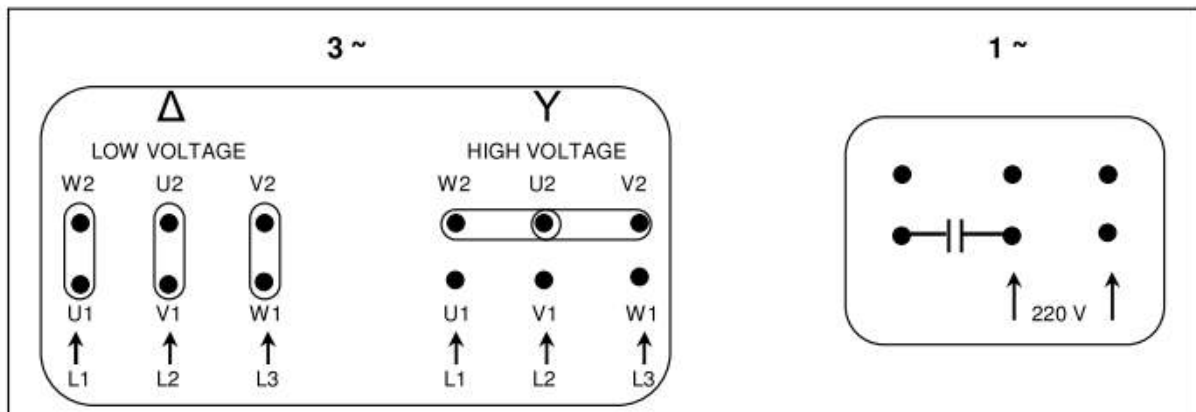 3 ~
1 ~
Δ
Y
LOW VOLTAGE
HIGH VOLTAGE
W2 U2 V2
W2 U2 V2
U1 V1 W1
U1 V1 W1
220 V
L1 L2 L3
L1 L2 L3